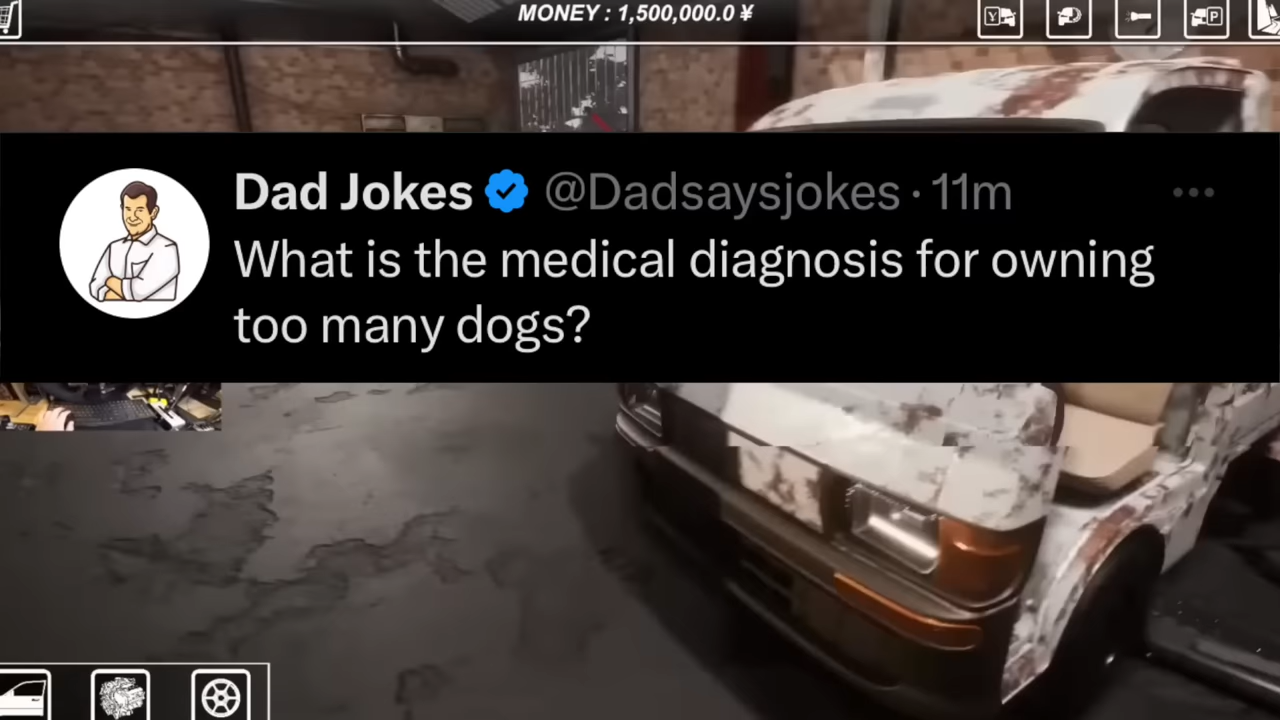 MONEY : 1,500,000.0 ¥
Y
P
Dad Jokes @Dadsaysjokes · 11m
What is the medical diagnosis for owning
too many dogs?